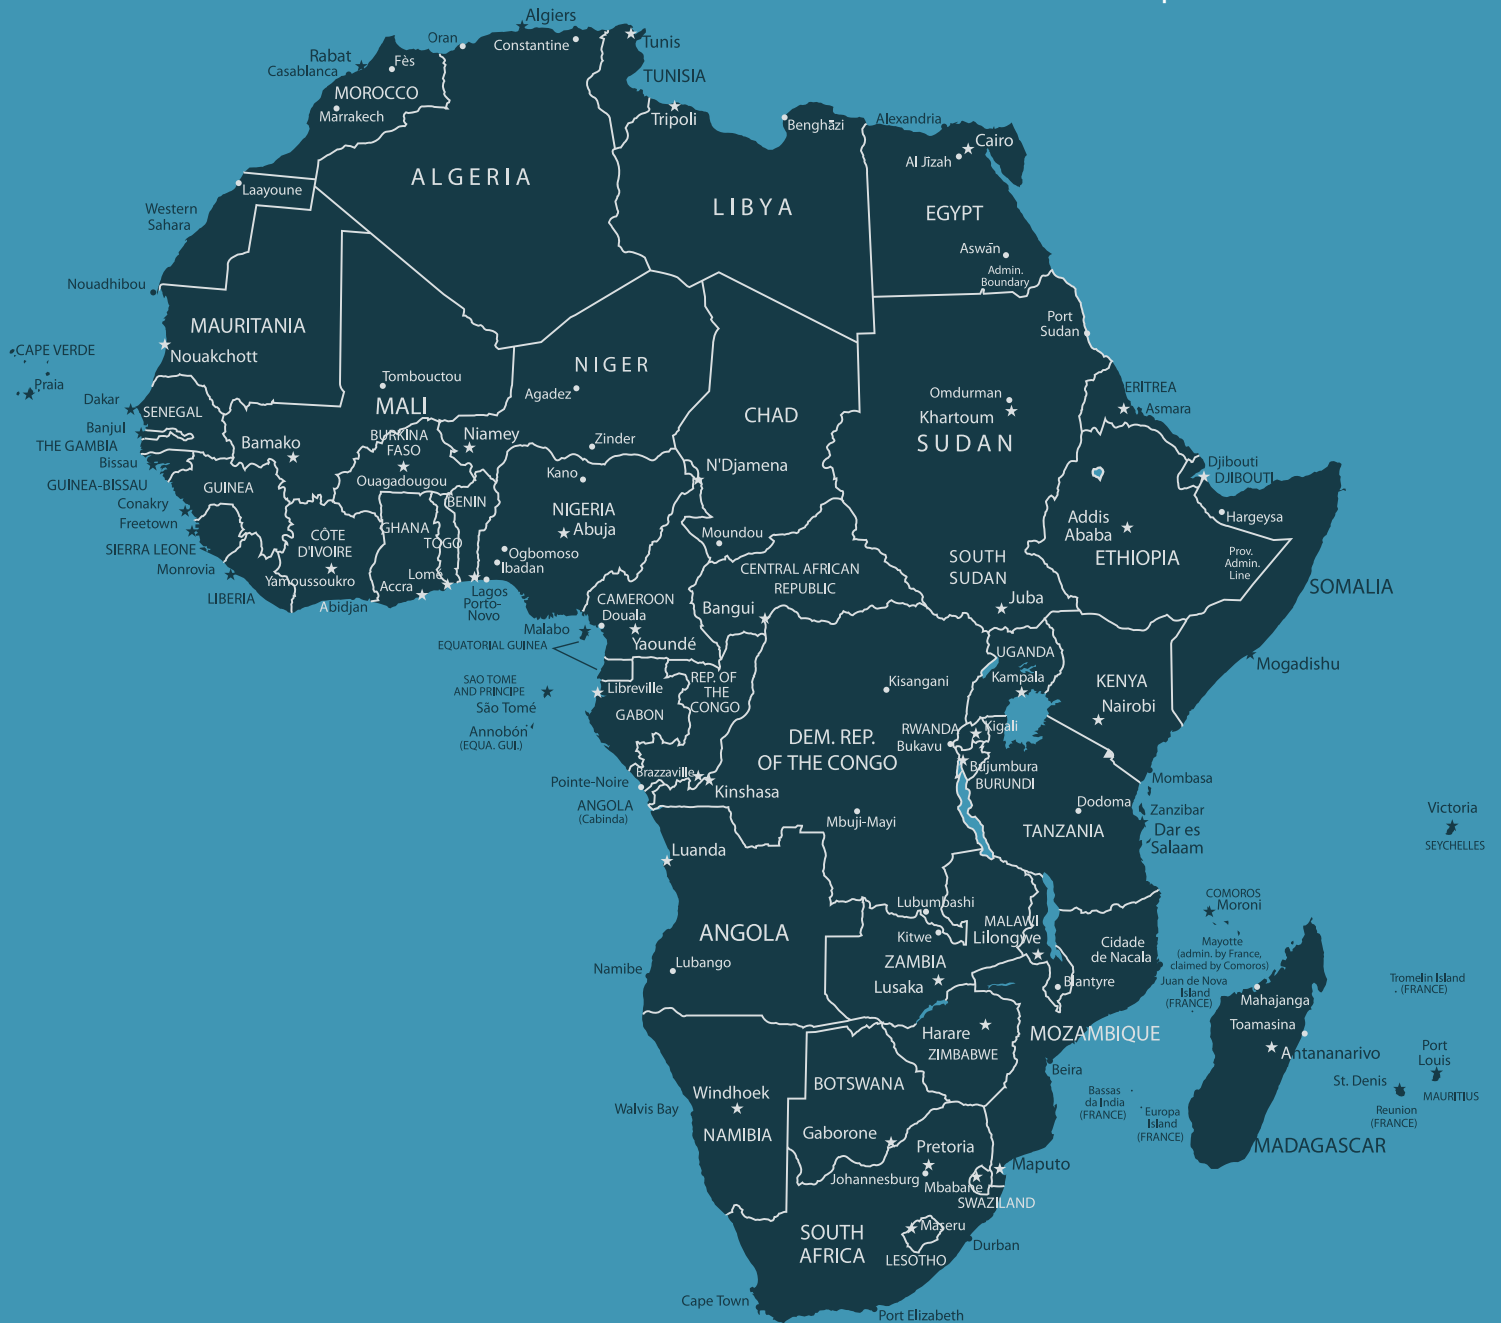 Algiers
Oran
Constantine
Tunis
Rabat
Fès
Casablanca
TUNISIA
MOROCCO
Marrakech
Tripoli
Benghāzi
Alexandria
Cairo
Al Jīzah
ALGERIA
Laayoune
LIBYA
EGYPT
Western
Sahara
Aswān
Admin.
Boundary
Nouadhibou
Port
Sudan
MAURITANIA
Nouakchott
CAPE VERDE
Praia
NIGER
Tombouctou
Agadez
Omdurman
ERITREA
Dakar
SENEGAL
MALI
CHAD
Khartoum
Asmara
Banjul
THE GAMBIA
Bamako
BURKINA
FASO
Niamey
Zinder
SUDAN
Bissau
GUINEA-BISSAU
GUINEA
Ouagadougou
Kano
N'Djamena
Djibouti
DJIBOUTI
Conakry
Freetown
BENIN
NIGERIA
Abuja
Hargeysa
SIERRA LEONE
CÔTE
D'IVOIRE
GHANA
TOGO
Moundou
Addis
Ababa
ETHIOPIA
Prov.
Admin.
Line
Monrovia
Yamoussoukro
Ogbomoso
Ibadan
CENTRAL AFRICAN
REPUBLIC
SOUTH
SUDAN
SOMALIA
LIBERIA
Abidjan
Accra
Lome
Lagos
Porto-
Novo
CAMEROON
Douala
Bangui
Juba
Malabo
EQUATORIAL GUINEA
Yaoundé
UGANDA
Kampala
Mogadishu
SAO TOME
AND PRINCIPE
São Tomé
Libreville
GABON
REP. OF
THE
CONGO
Kisangani
KENYA
Nairobi
Annobón
(EQUA. GUI.)
DEM. REP.
OF THE CONGO
RWANDA
Kigali
Bukavu
Bujumbura
BURUNDI
Brazzaville
Kinshasa
Pointe-Noire
ANGOLA
(Cabinda)
Mombasa
Mbuji-Mayi
Dodoma
Zanzibar
TANZANIA
Dar es
Salaam
Victoria
SEYCHELLES
Luanda
Lubumbashi
COMOROS
Moroni
ANGOLA
Kitwe
MALAWI
Lilongwe
Cidade
de Nacala
Mayotte
(admin. by France,
claimed by Comoros)
Namibe
Lubango
ZAMBIA
Lusaka
Blantyre
Juan de Nova
Island
(FRANCE)
Tromelin Island
(FRANCE)
Mahajanga
Toamasina
Harare
ZIMBABWE
MOZAMBIQUE
Antananarivo
Port
Louis
MAURITIUS
Beira
Windhoek
BOTSWANA
Bassas
da India
(FRANCE)
St. Denis
Reunion
(FRANCE)
Walvis Bay
NAMIBIA
Europa
Island
(FRANCE)
Gaborone
Pretoria
MADAGASCAR
Johannesburg
Mbabane
Maputo
SWAZILAND
SOUTH
AFRICA
Maseru
LESOTHO
Durban
Cape Town
Port Elizabeth